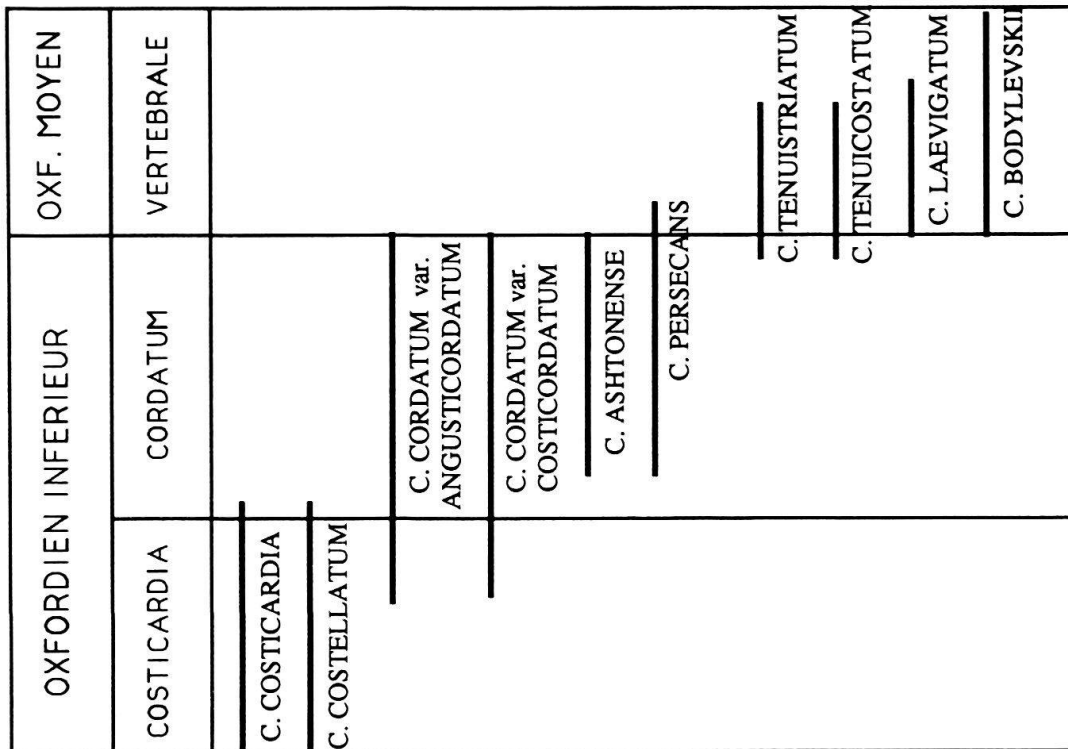 OXFORDIEN INFERIEUR
OXF. MOYEN
COSTICARDIA
CORDATUM
VERTEBRALE
C. COSTICARDIA
C. COSTELLATUM
C. CORDATUM var.
ANGUSTICORDATUM
C. CORDATUM var.
COSTICORDATUM
C. ASHTONENSE
C. PERSECANS
C. TENUISTRIATUM
C. TENUICOSTATUM
C. LAEVIGATUM
C. BODYLEVSKII